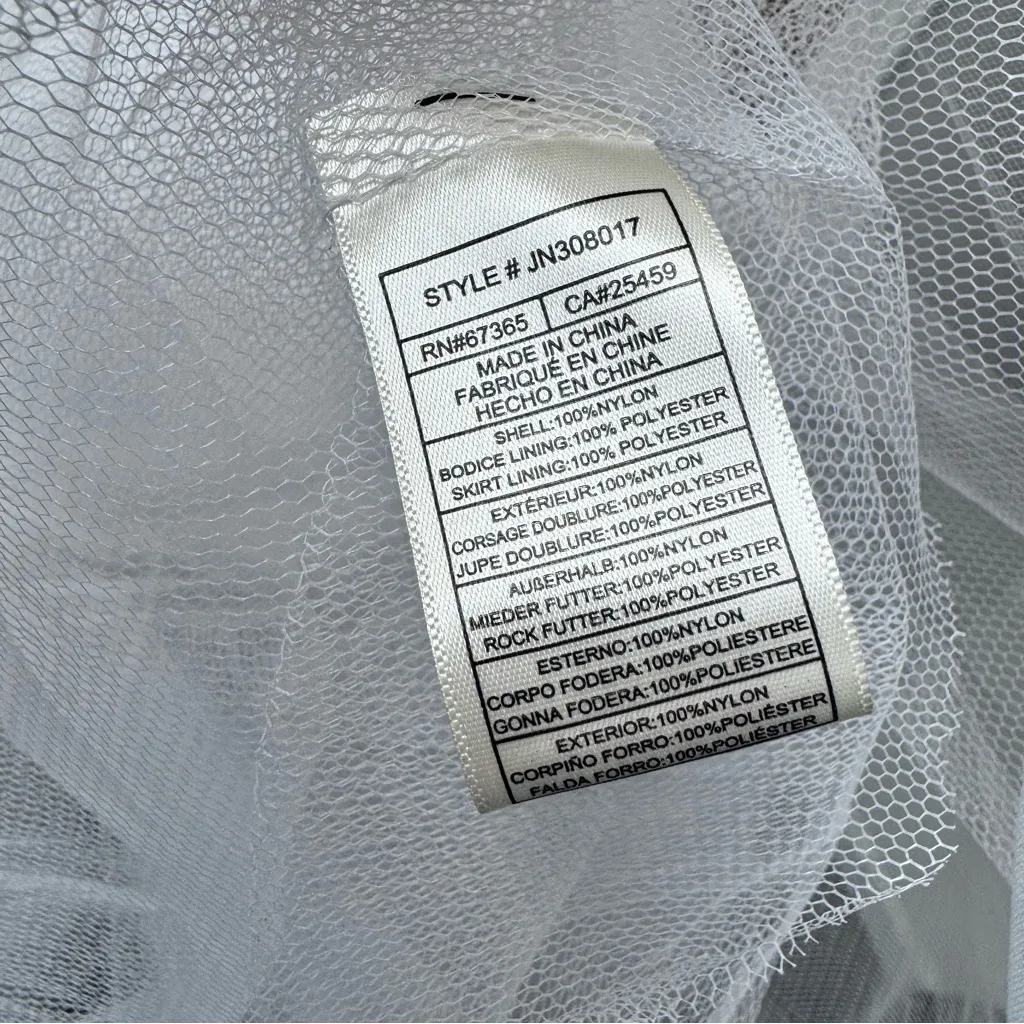 STYLE # JN308017
RN#67365 CA#25459
MADE IN CHINA
FABRIQUÉ EN CHINE
HECHO EN CHINA
SHELL:100%NYLON
BODICE LINING:100% POLYESTER
SKIRT LINING:100% POLYESTER
EXTÉRIEUR:100%NYLON
CORSAGE DOUBLURE:100%POLYESTER
JUPE DOUBLURE:100%POLYESTER
AUßERHALB:100%NYLON
MIEDER FUTTER:100%POLYESTER
ROCK FUTTER:100%POLYESTER
ESTERNO:100%NYLON
CORPO FODERA:100%POLIESTERE
GONNA FODERA:100%POLIESTERE
EXTERIOR:100%NYLON
CORPIÑO FORRO:100%POLIÉSTER
FALDA FORRO:100%POLIÉSTER